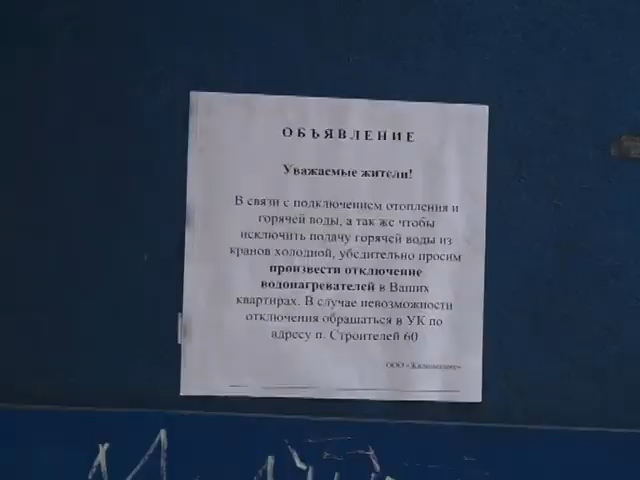 ОБЪЯВЛЕНИЕ
Уважаемые жители!
В связи с подключением отопления и
горячей воды, а так же чтобы
исключить подачу горячей воды из
кранов холодной, убедительно просим
произвести отключение
водонагревателей в Ваших
квартирах. В случае невозможности
отключения обращаться в УК по
адресу п. Строителей 60
ООО